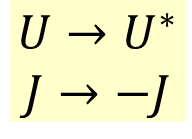 U → U*
J → −J